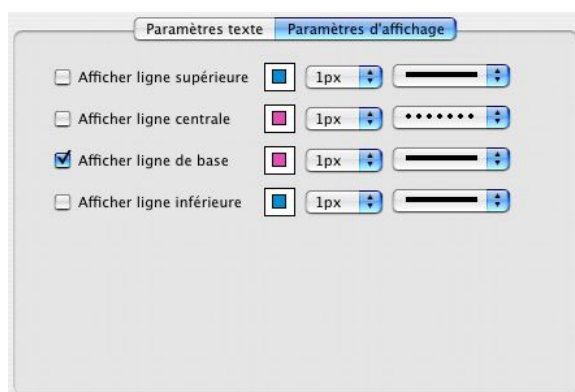 Paramètres texte Paramètres d'affichage
Afficher ligne supérieure 1px
Afficher ligne centrale 1px
Afficher ligne de base 1px
Afficher ligne inférieure 1px